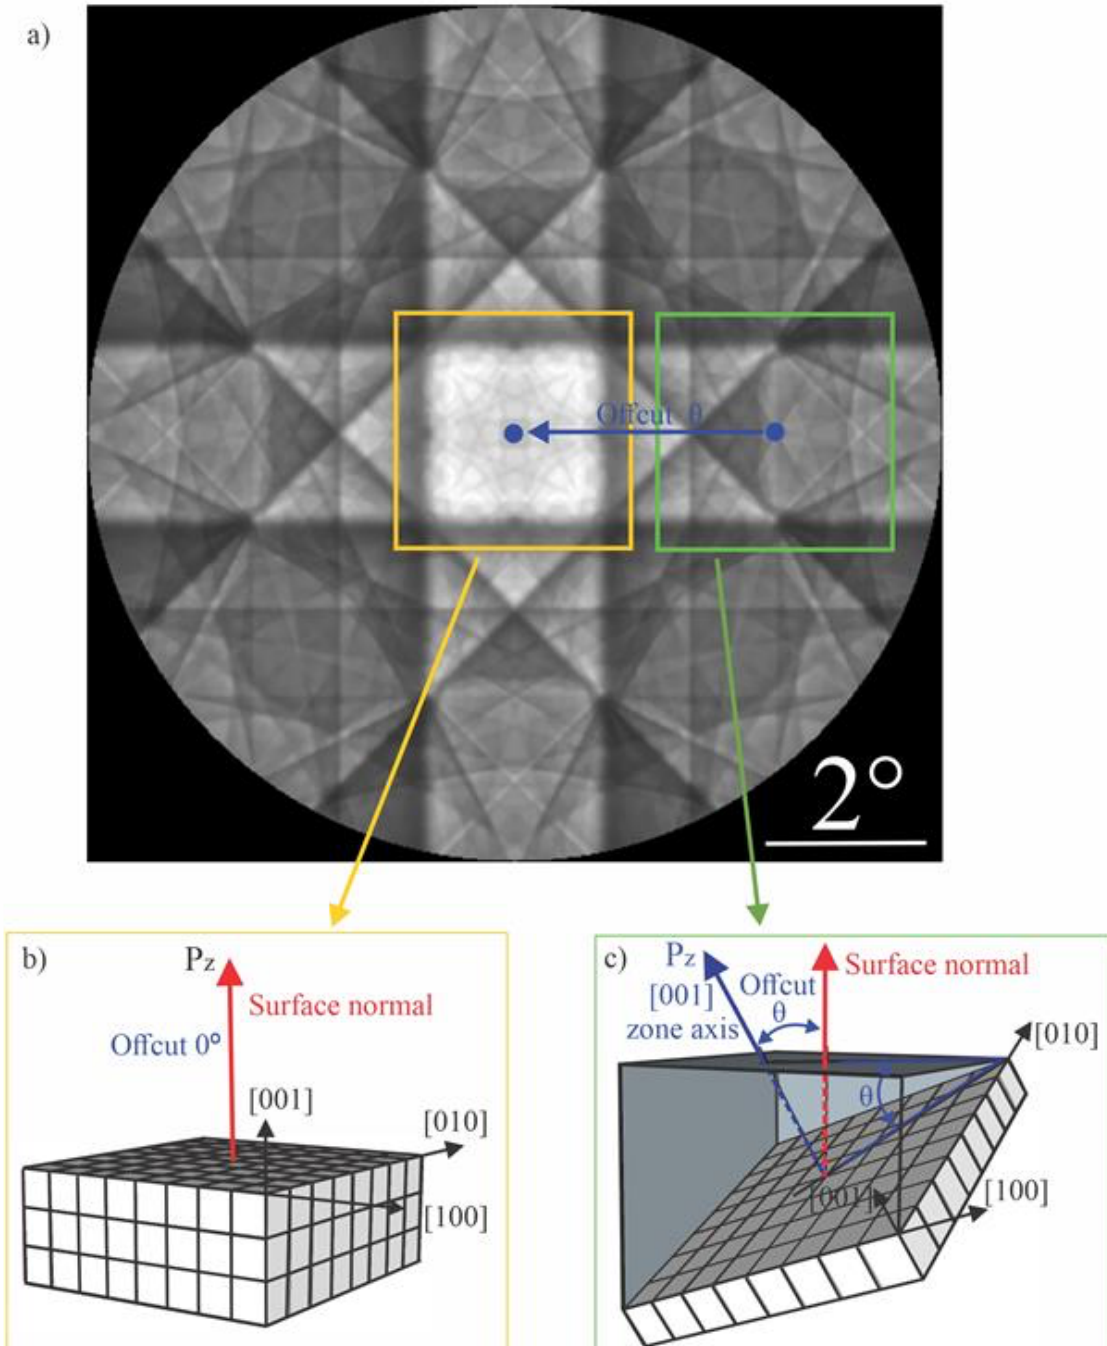 a)
Offcut θ
2°
b)
Pz
Surface normal
Offcut 0°
[001]
[010]
[100]
c)
Pz
[001]
zone axis
Offcut
θ
Surface normal
[010]
θ
[001]
[100]